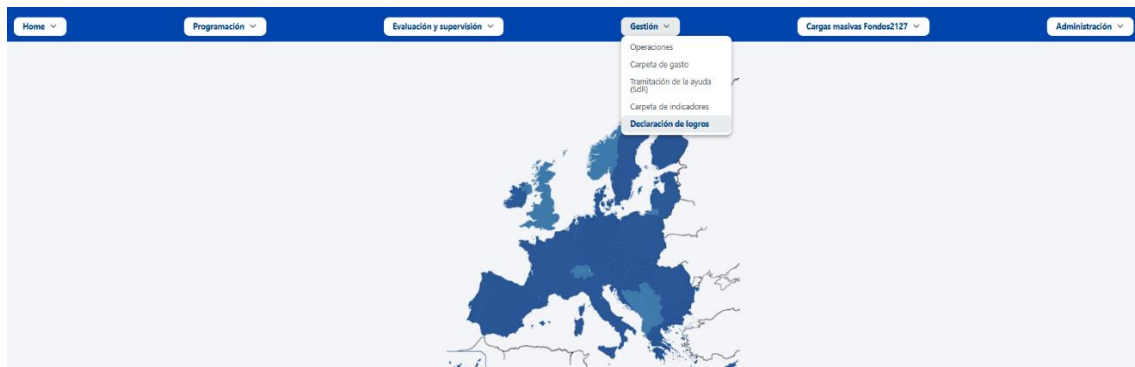 Home
Programación
Evaluación y supervisión
Gestión
Cargas masivas Fondos2127
Administración
Operaciones
Carpeta de gasto
Tramitación de la ayuda
(SdR)
Carpeta de indicadores
Declaración de logros